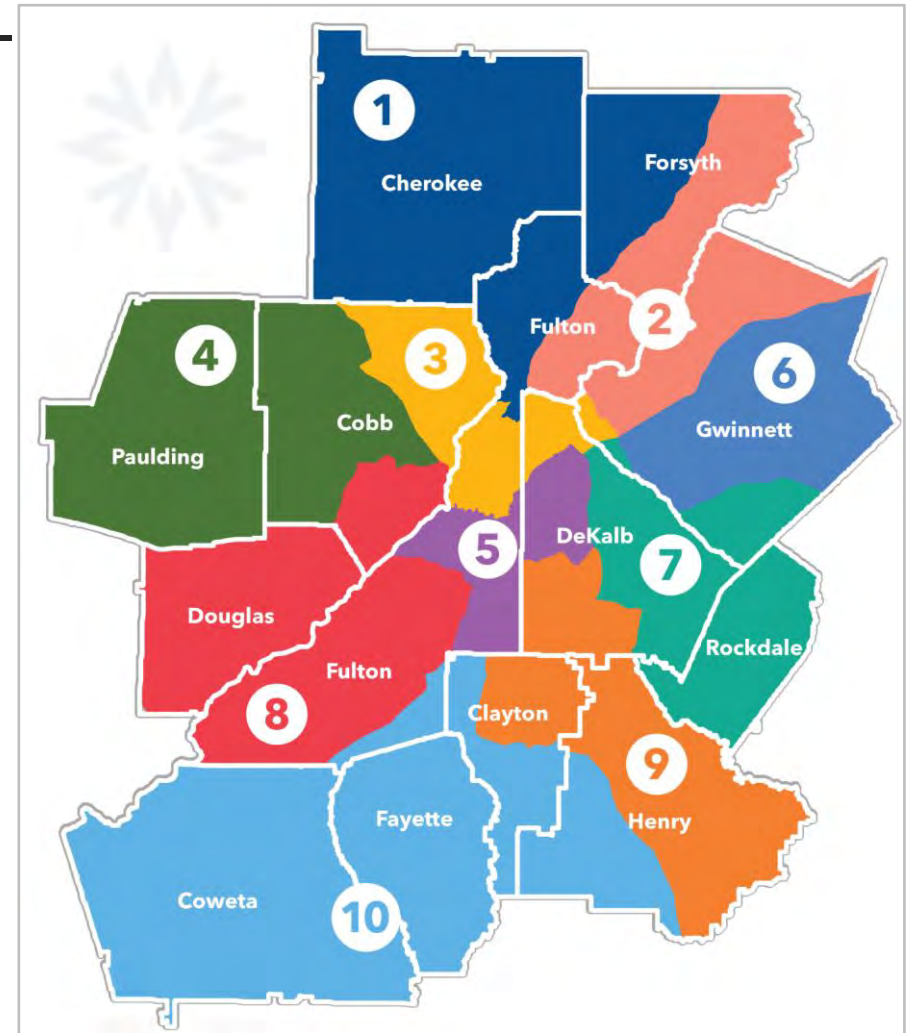 1
Cherokee
Forsyth
2
Fulton
3
4
6
Cobb
Gwinnett
Paulding
5
DeKalb
7
Douglas
Rockdale
Fulton
8
Clayton
9
Henry
Fayette
Coweta
10